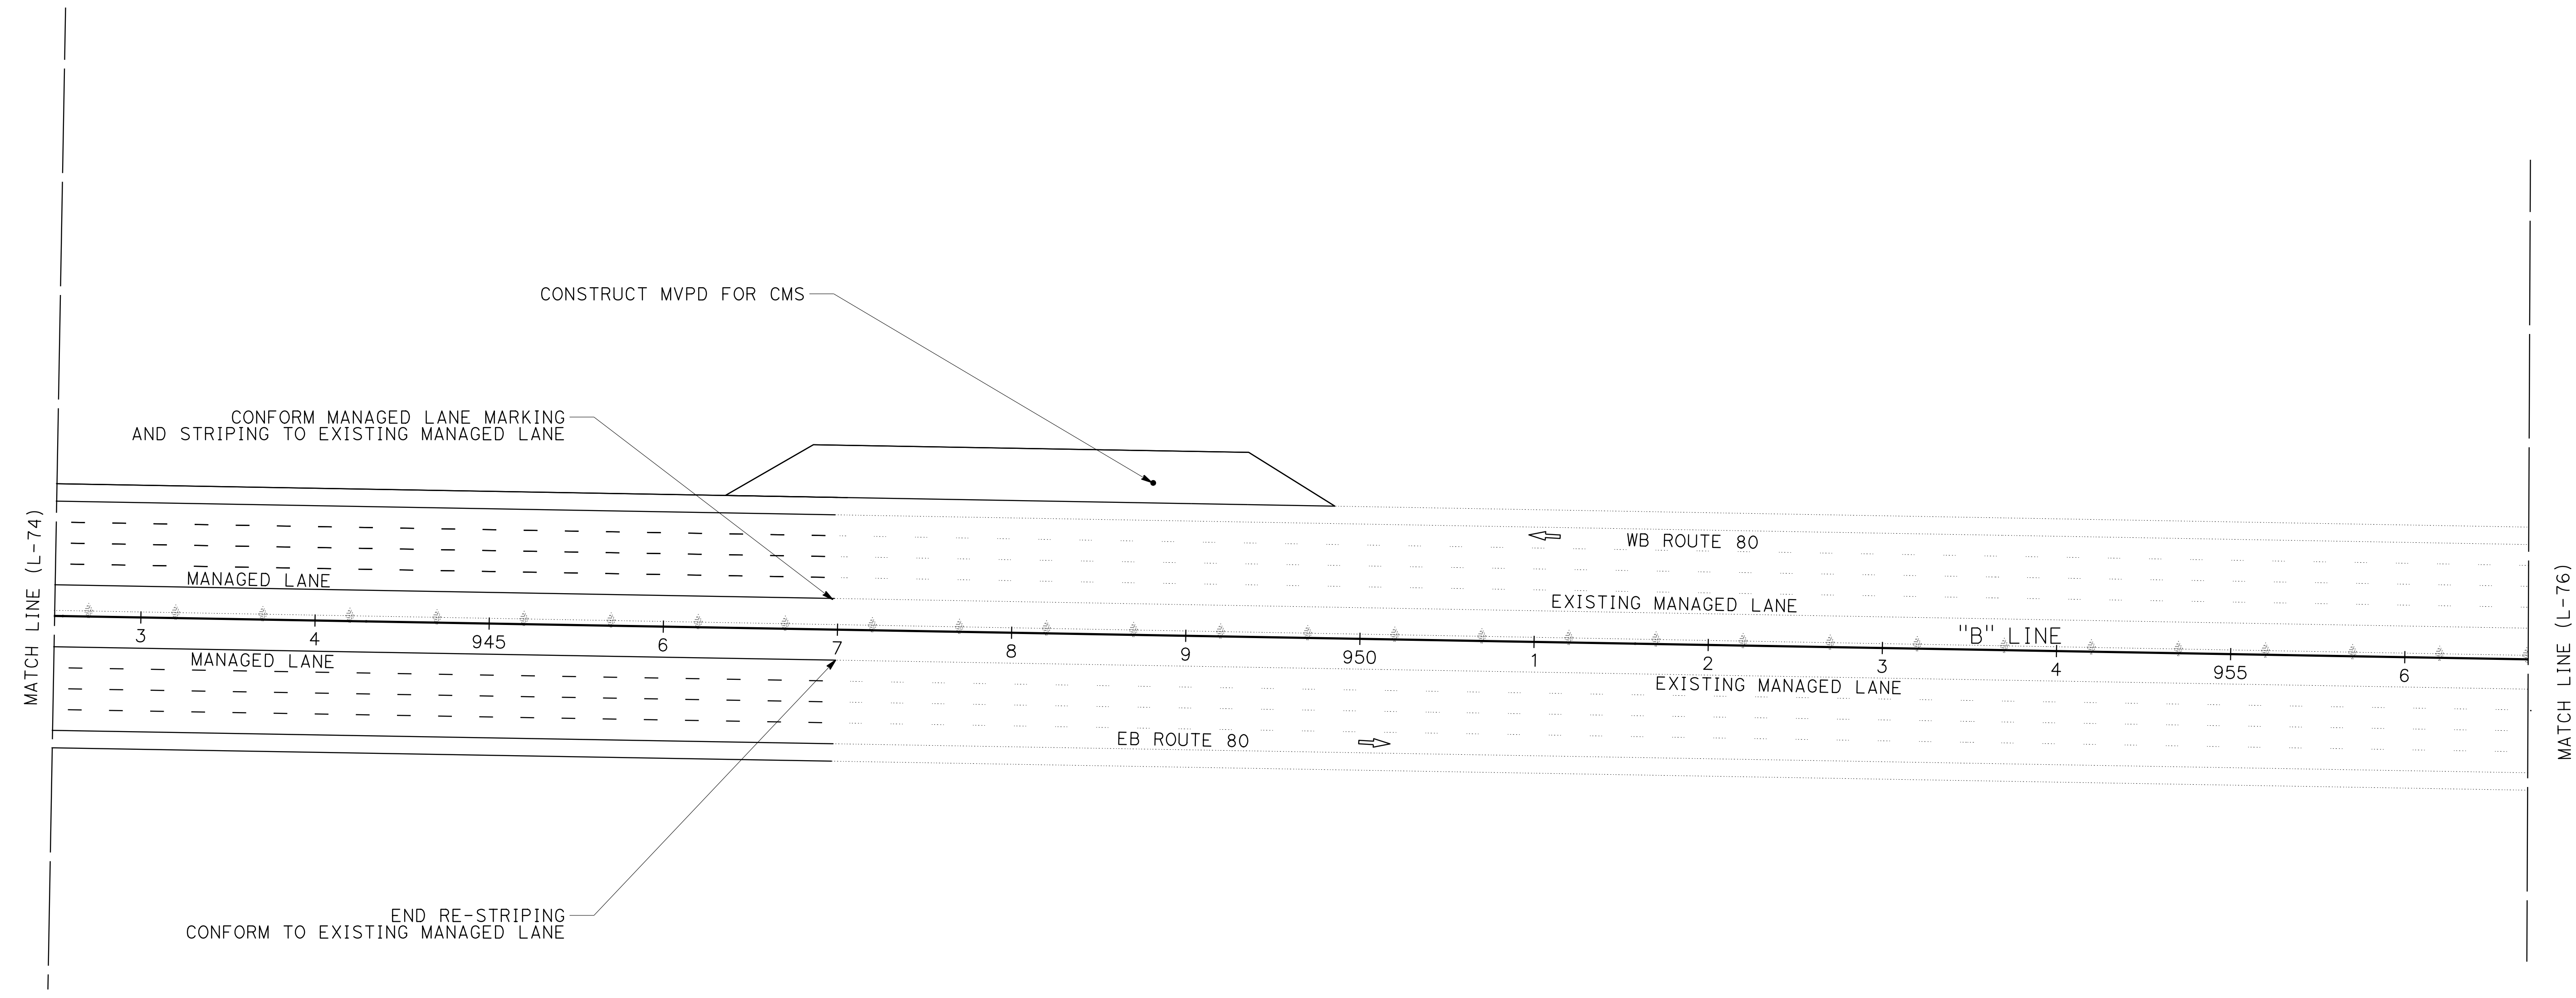 CONSTRUCT MVPD FOR CMS
CONFORM MANAGED LANE MARKING
AND STRIPING TO EXISTING MANAGED LANE
MATCH LINE (L-74)
WB ROUTE 80
MANAGED LANE
EXISTING MANAGED LANE
"B" LINE
3 4 945 6 7 8 9 950 1 2 3 4 955 6
MANAGED LANE
EXISTING MANAGED LANE
EB ROUTE 80
MATCH LINE (L-76)
END RE-STRIPING
CONFORM TO EXISTING MANAGED LANE